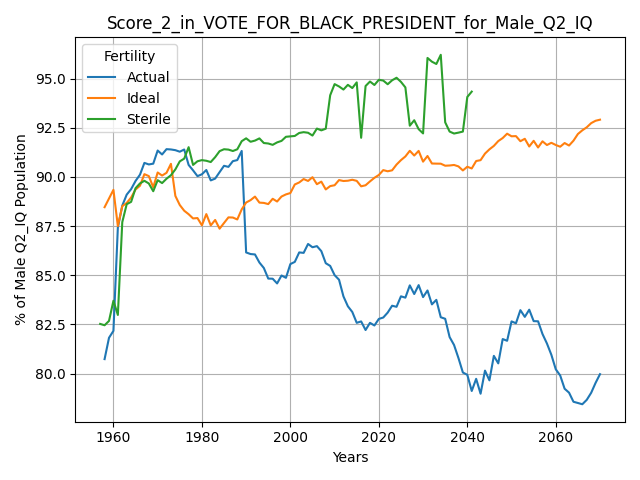 Score_2_in_VOTE_FOR_BLACK_PRESIDENT_for_Male_Q2_IQ
Fertility
Actual
Ideal
Sterile
% of Male Q2_IQ Population
95.0
92.5
90.0
87.5
85.0
82.5
80.0
1960 1980 2000 2020 2040 2060
Years